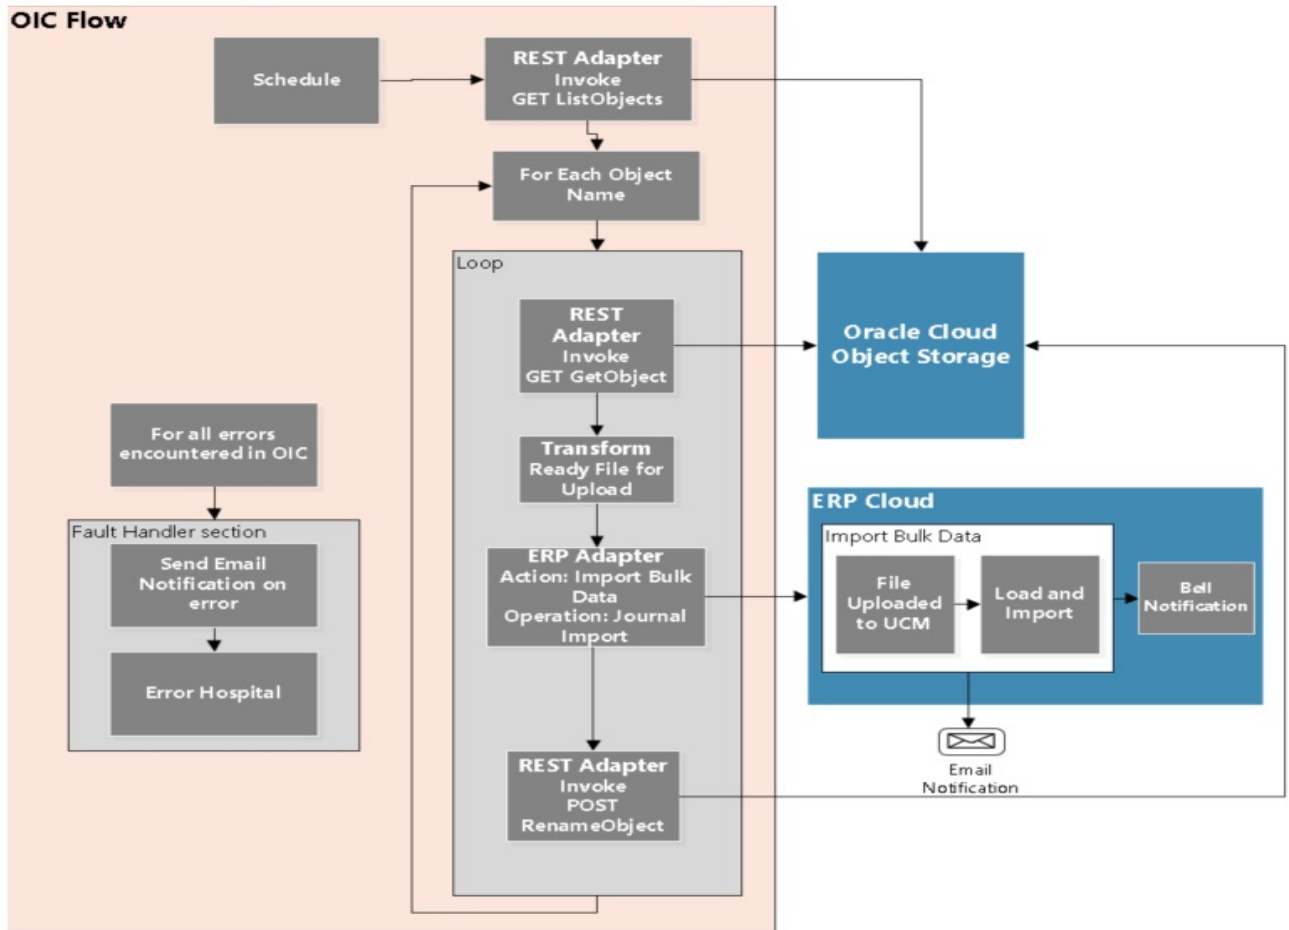 OIC Flow
Schedule
REST Adapter
Invoke
GET ListObjects
For Each Object
Name
Loop
REST
Adapter
Invoke
GET GetObject
Oracle Cloud
Object Storage
For all errors
encountered in OIC
Transform
Ready File for
Upload
Fault Handler section
Send Email
Notification on
error
Error Hospital
ERP Adapter
Action: Import Bulk
Data
Operation: Journal
Import
ERP Cloud
Import Bulk Data
File
Uploaded
to UCM
Load and
Import
Bell
Notification
Email
Notification
REST Adapter
Invoke
POST
RenameObject